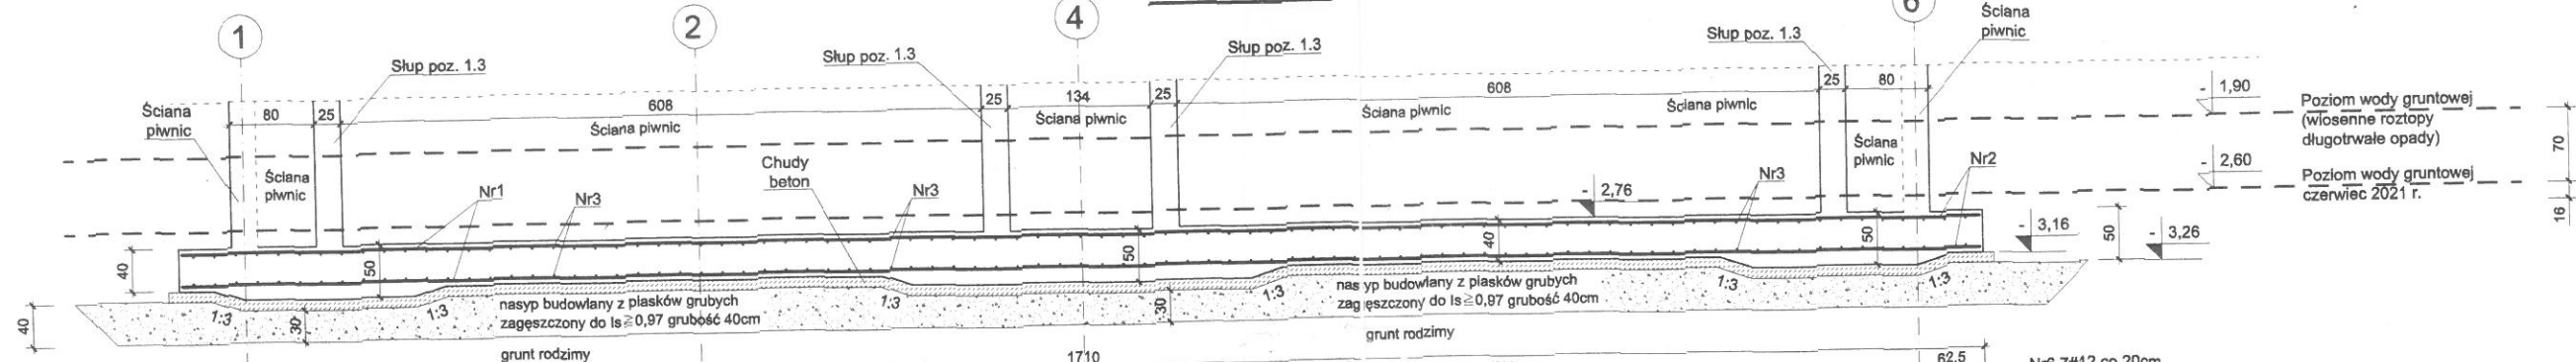 1
2
4
6
Słup poz. 1.3
Słup poz. 1.3
Słup poz. 1.3
Słup poz. 1.3
Ściana
piwnic
Ściana
piwnic
80
25
608
25
134
25
608
25
80
Ściana piwnic
Ściana piwnic
Ściana piwnic
Ściana piwnic
Ściana
piwnic
Ściana
piwnic
- 1,90
Poziom wody gruntowej
(wiosenne roztopy
długotrwałe opady)
70
- 2,60
Poziom wody gruntowej
czerwiec 2021 r.
16
Chudy
beton
Nr1
Nr3
Nr3
- 2,76
Nr3
Nr2
40
50
50
40
50
- 3,16
50
- 3,26
40
1:3
30
1:3
nasyp budowlany z piasków grubych
zagęszczony do Is≧0,97 grubość 40cm
1:3
30
1:3
nasyp budowlany z piasków grubych
zagęszczony do Is≧0,97 grubość 40cm
1:3
1:3
grunt rodzimy
grunt rodzimy
1710
62,5